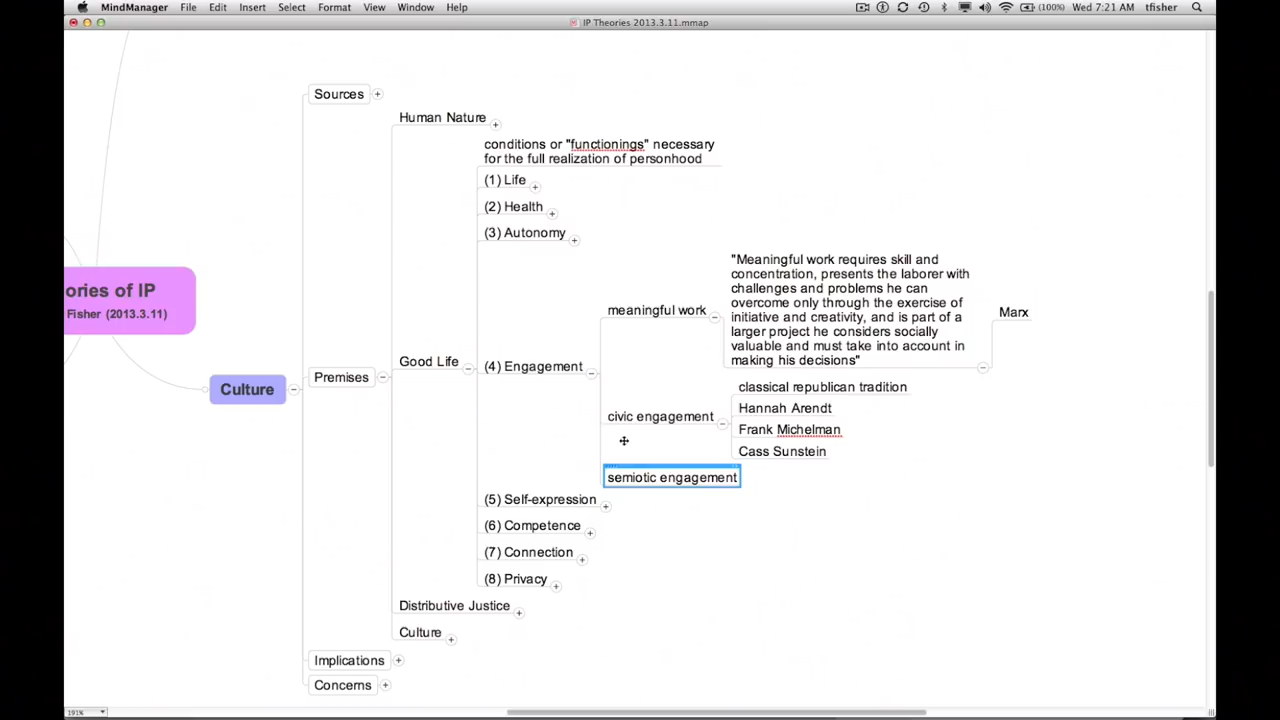 MindManager File Edit Insert Select Format View Window Help (100%) Wed 7:21 AM tfisher
IP Theories 2013.3.11.mmap
Sources
Human Nature
conditions or "functionings" necessary
for the full realization of personhood
(1) Life
(2) Health
(3) Autonomy
"Meaningful work requires skill and
concentration, presents the laborer with
challenges and problems he can
overcome only through the exercise of
initiative and creativity, and is part of a
larger project he considers socially
valuable and must take into account in
making his decisions"
meaningful work
Marx
ories of IP
Fisher (2013.3.11)
Good Life
(4) Engagement
Premises
Culture
classical republican tradition
Hannah Arendt
civic engagement
Frank Michelman
Cass Sunstein
semiotic engagement
(5) Self-expression
(6) Competence
(7) Connection
(8) Privacy
Distributive Justice
Culture
Implications
Concerns
191%